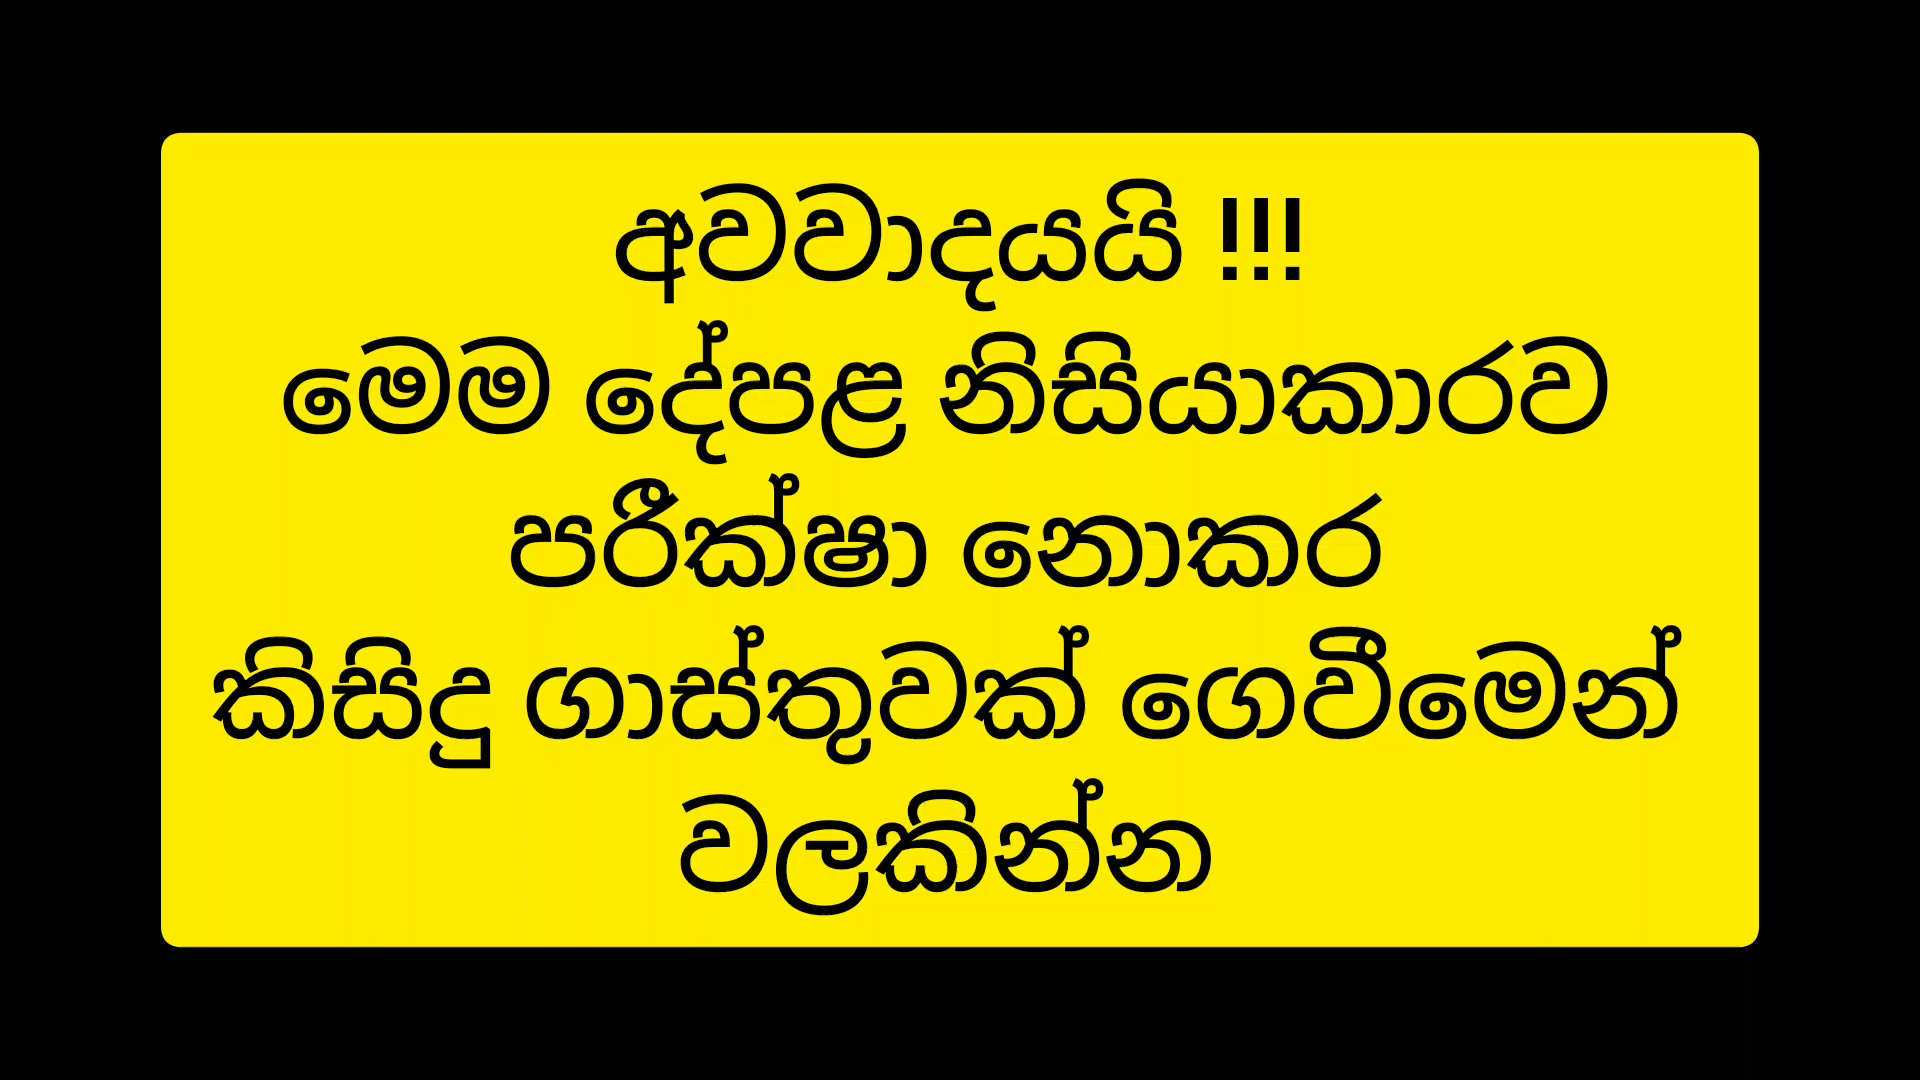 අවවාදයයි !!!
මෙම දේපළ නිසියාකාරව
පරීක්ෂා නොකර
කිසිදු ගාස්තුවක් ගෙවීමෙන්
වලකින්න